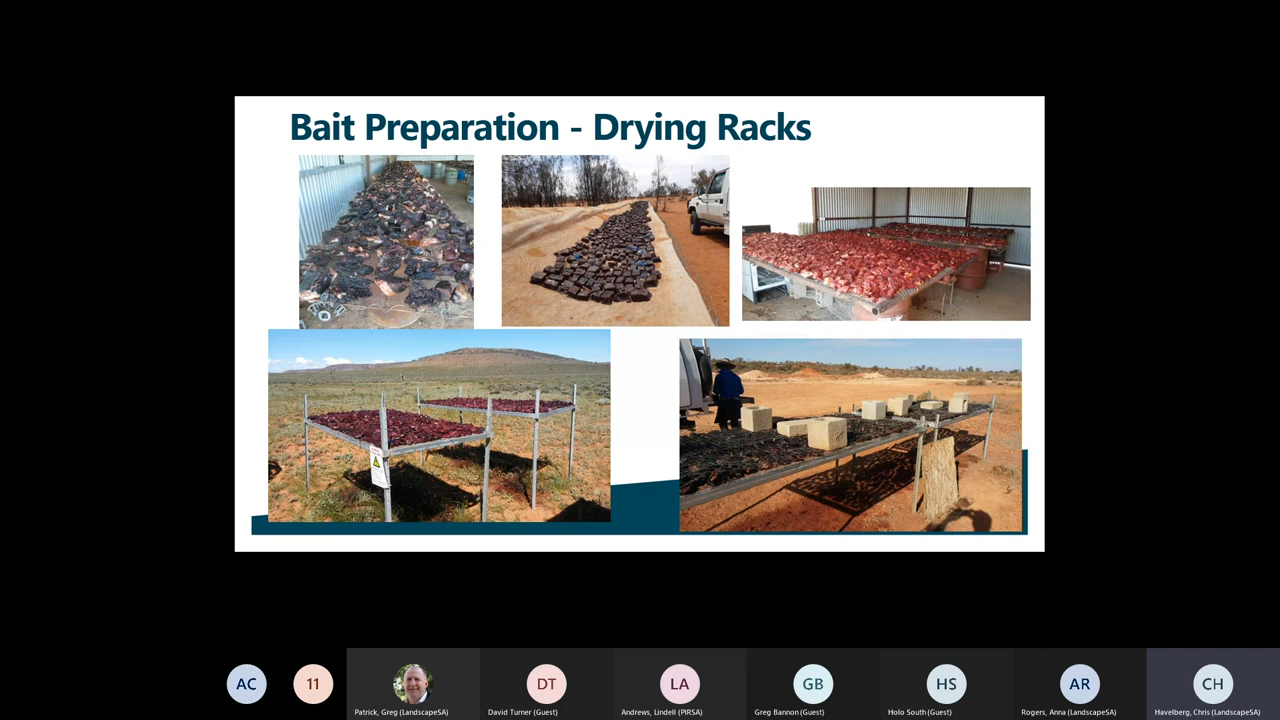 Bait Preparation - Drying Racks
AC
11
DT
LA
GB
HS
AR
CH
Patrick, Greg (LandscapeSA)
David Turner (Guest)
Andrews, Lindell (PIRSA)
Greg Bannon (Guest)
Holo South (Guest)
Rogers, Anna (LandscapeSA)
Havelberg, Chris (LandscapeSA)